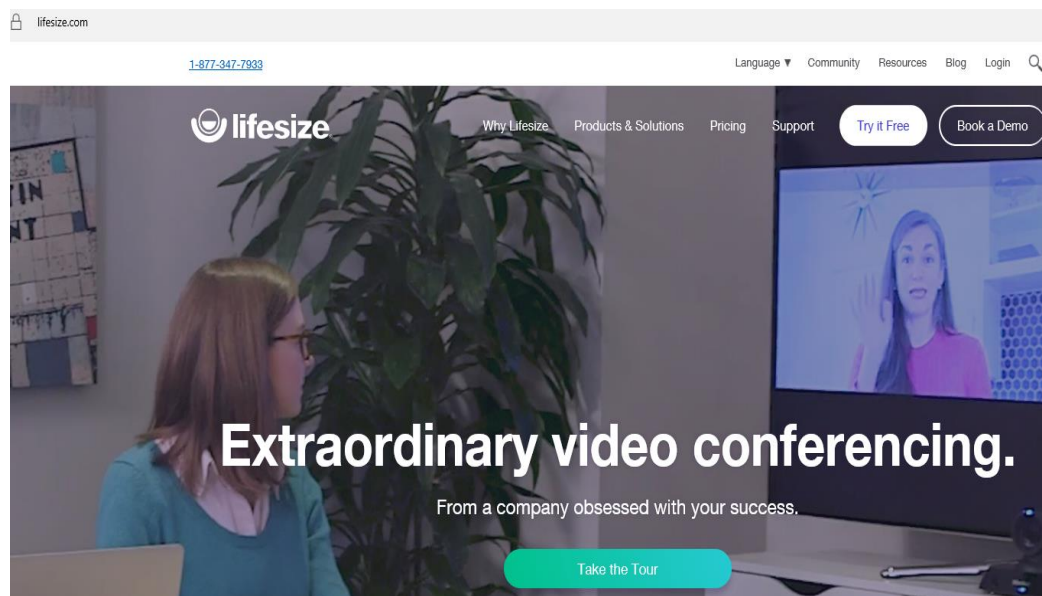 lifesize.com
1-877-347-7933 Language ▼ Community Resources Blog Login
lifesize Why Lifesize Products & Solutions Pricing Support Try it Free Book a Demo
Extraordinary video conferencing.
From a company obsessed with your success.
Take the Tour